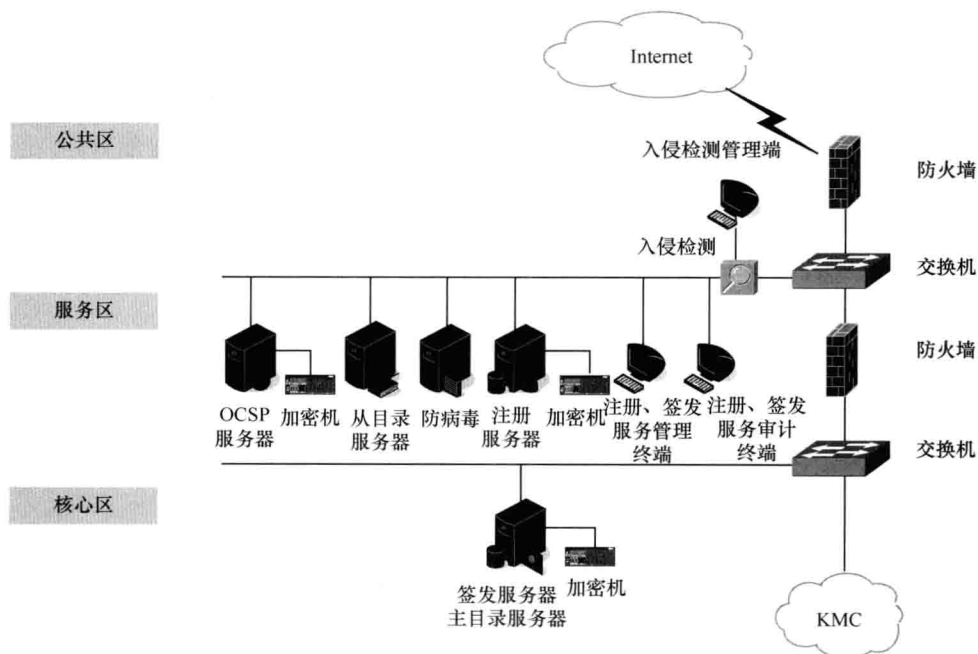 Internet
公共区
入侵检测管理端
防火墙
入侵检测
交换机
服务区
防火墙
OCSP
服务器
加密机
从目录
服务器
防病毒
注册
服务器
加密机
注册、签发
服务管理
终端
注册、签发
服务审计
终端
交换机
核心区
签发服务器
主目录服务器
加密机
KMC